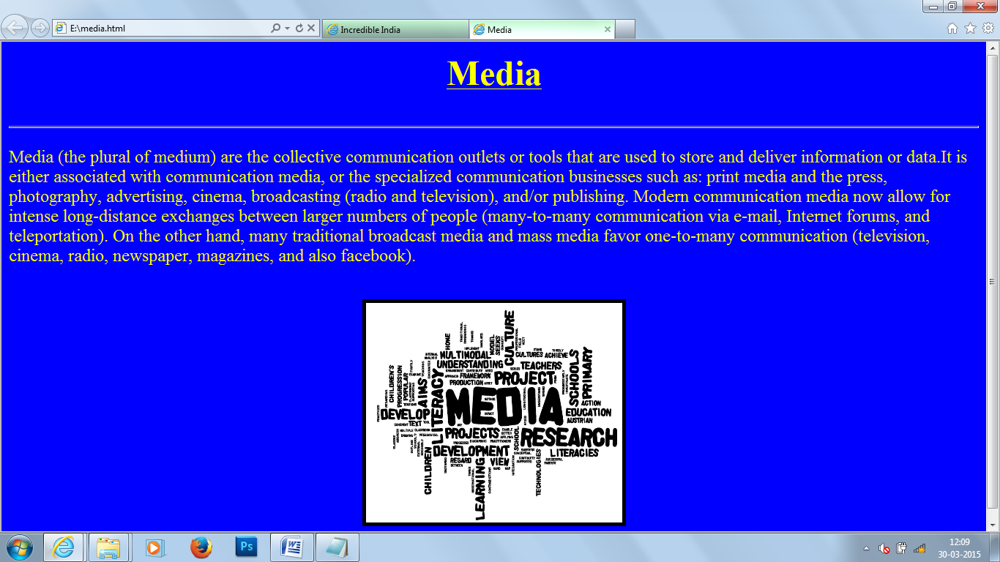 E:\media.html
Incredible India
Media
Media
Media (the plural of medium) are the collective communication outlets or tools that are used to store and deliver information or data.It is
either associated with communication media, or the specialized communication businesses such as: print media and the press,
photography, advertising, cinema, broadcasting (radio and television), and/or publishing. Modern communication media now allow for
intense long-distance exchanges between larger numbers of people (many-to-many communication via e-mail, Internet forums, and
teleportation). On the other hand, many traditional broadcast media and mass media favor one-to-many communication (television,
cinema, radio, newspaper, magazines, and also facebook).
HOME
MODEL
SEEKS
CULTURE
MULTIMODAL
CULTURES
ACHIEVE
UNDERSTANDING
TEACHERS
SCHOOLS
PRIMARY
CHILDREN'S
PROGRESSION
POPULAR
AIMS
LITERACY
FRAMEWORK
PRODUCTION
PROJECT
MEDIA
ACTION
EDUCATION
AUSTRIAN
DEVELOP
TEXT
TOOL
PROJECTS
SCHOOL
RESEARCH
DEVELOPMENT
LITERACIES
REGARD
VIEW
CHILDREN
LEARNING
TECHNOLOGIES
Ps
12:09
30-03-2015